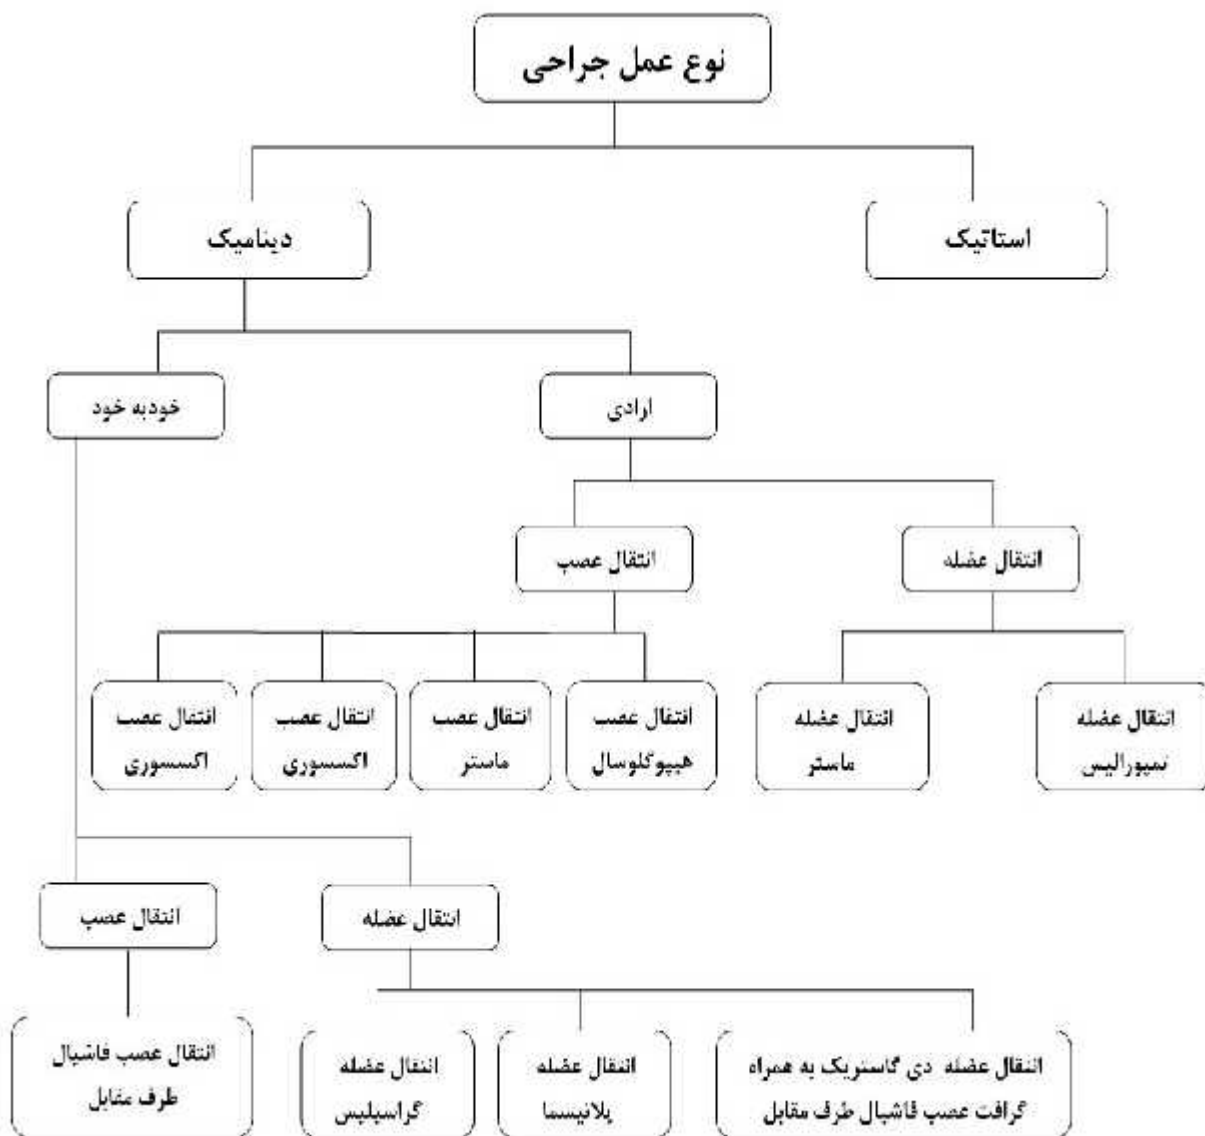 نوع عمل جراحی
استاتیک
دینامیک
ارادی
خودبه خود
انتقال عضله
انتقال عصب
انتقال عضله
تمپورالیس
انتقال عضله
ماستر
انتقال عصب
هیپوگلوسال
انتقال عصب
ماستر
انتقال عصب
اکسسوری
انتقال عصب
اکسسوری
انتقال عضله
انتقال عصب
انتقال عضله دی گاستریک به همراه
گرافت عصب فاشیال طرف مقابل
انتقال عضله
پلاتیسما
انتقال عضله
گراسیلیس
انتقال عصب فاشیال
طرف مقابل